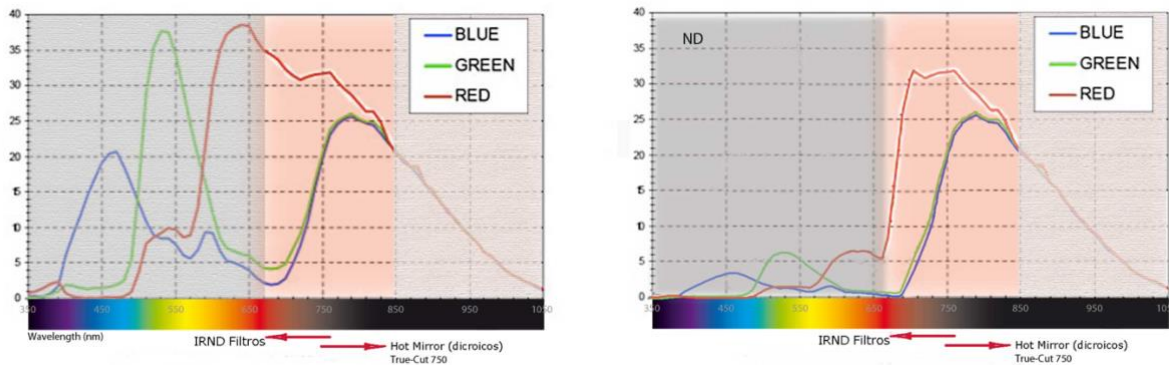 40
35
30
25
20
15
10
5
0
BLUE
GREEN
RED
350 450 550 650 750 850 950 1050
Wavelength (nm)
IRND Filtros
Hot Mirror (dicroicos)
True-Cut 750
40
35
30
25
20
15
10
5
0
ND
BLUE
GREEN
RED
350 450 550 650 750 850 950 1050
IRND Filtros
Hot Mirror (dicroicos)
True-Cut 750